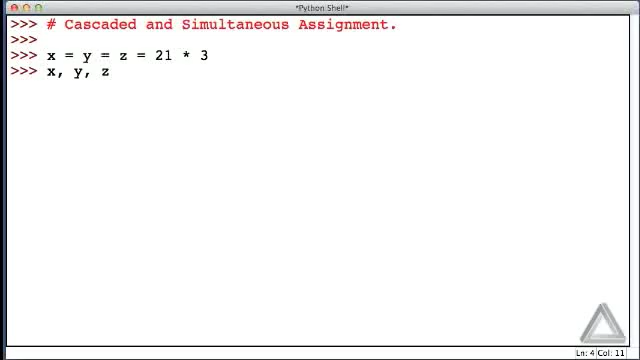 *Python Shell*
>>> # Cascaded and Simultaneous Assignment.
>>>
>>> x = y = z = 21 * 3
>>> x, y, z
Ln: 4 Col: 11